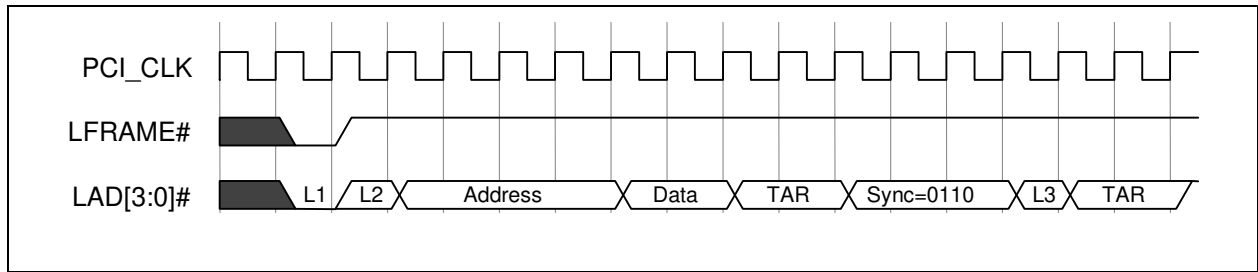 PCI_CLK
LFRAME#
LAD[3:0]# L1 L2 Address Data TAR Sync=0110 L3 TAR